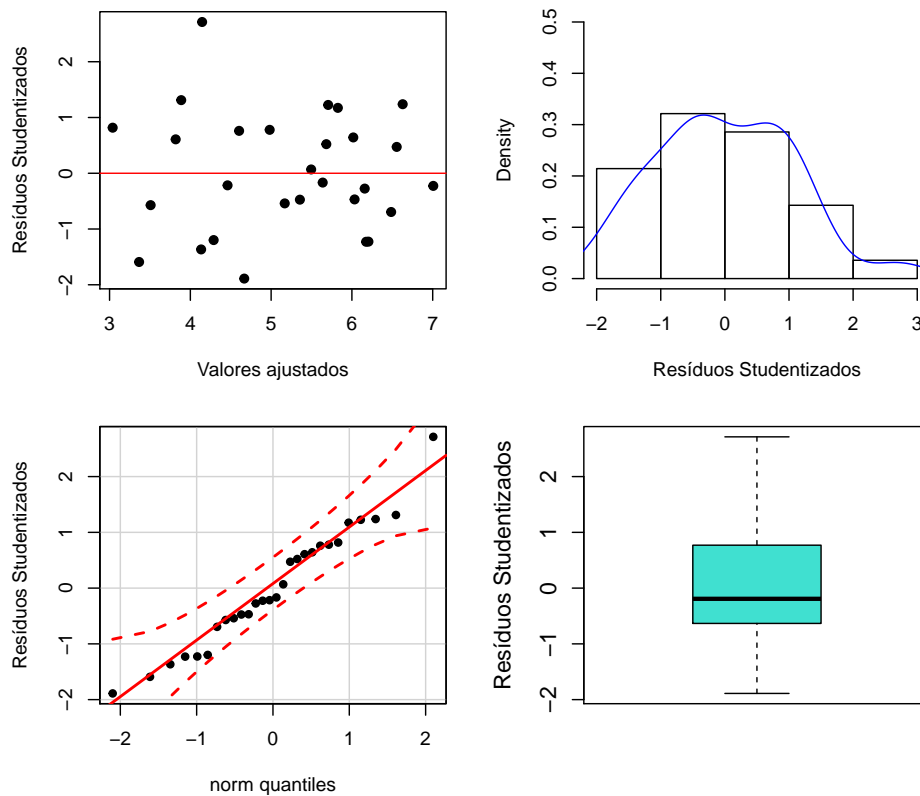 Resíduos Studentizados
2
1
0
−1
−2
3 4 5 6 7
Valores ajustados
Density
0.5
0.4
0.3
0.2
0.1
0.0
−2 −1 0 1 2 3
Resíduos Studentizados
Resíduos Studentizados
2
1
0
−1
−2
−2 −1 0 1 2
norm quantiles
Resíduos Studentizados
2
1
0
−1
−2